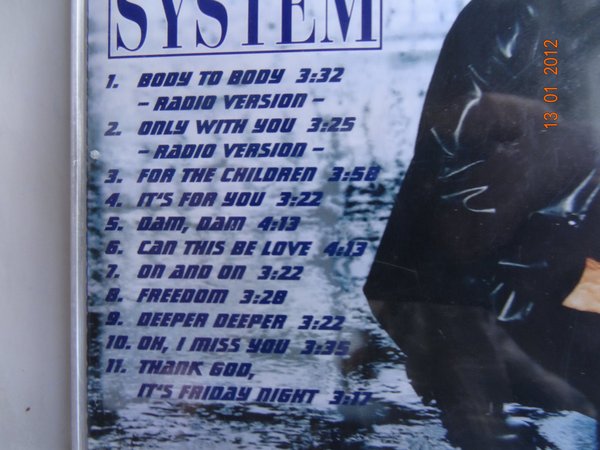 SYSTEM
1. BODY TO BODY 3:32
– RADIO VERSION –
2. ONLY WITH YOU 3:25
– RADIO VERSION –
3. FOR THE CHILDREN 3:58
4. IT'S FOR YOU 3:22
5. DAM, DAM 4:13
6. CAN THIS BE LOVE 4:13
7. ON AND ON 3:22
8. FREEDOM 3:28
9. DEEPER DEEPER 3:22
10. OH, I MISS YOU 3:35
11. THANK GOD,
IT'S FRIDAY NIGHT 3:17
13 01 2012